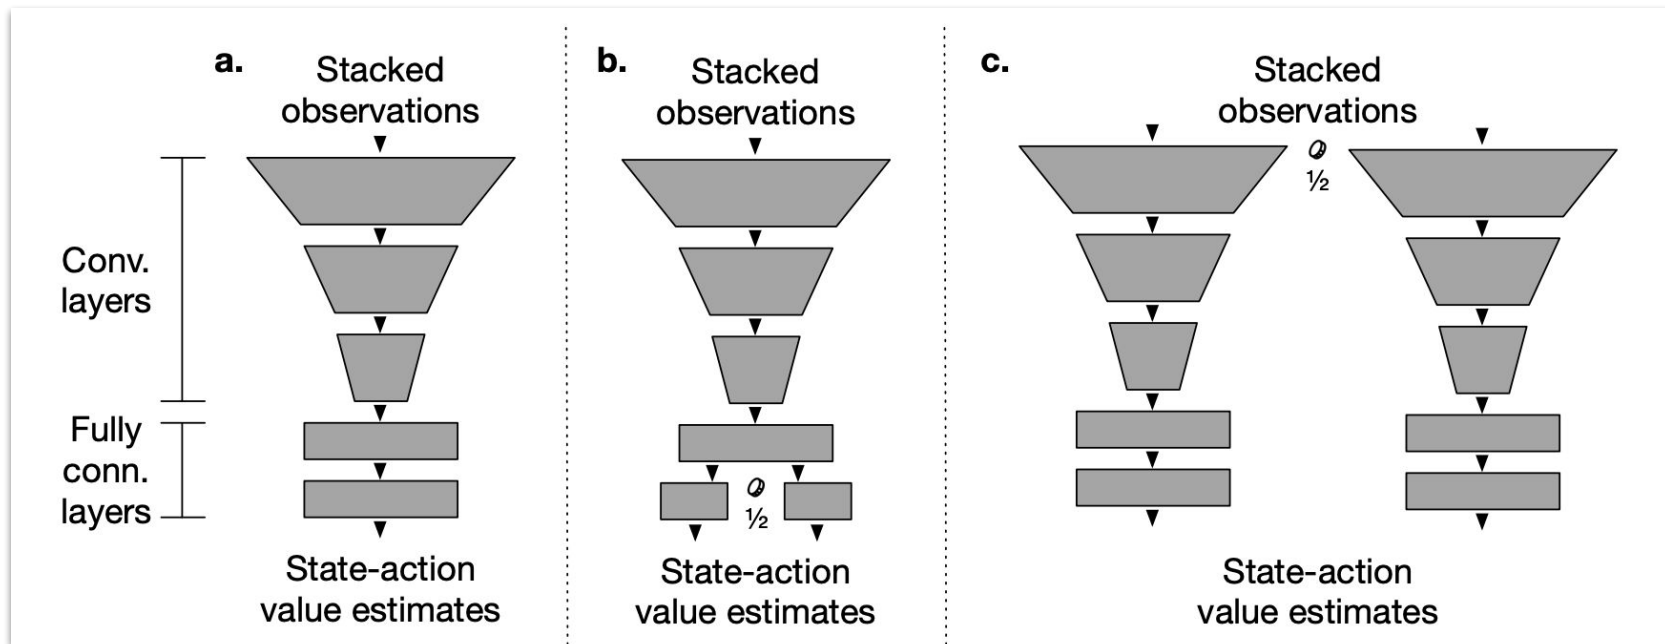 a.
Stacked
observations
Conv.
layers
Fully
conn.
layers
State-action
value estimates
b.
Stacked
observations
½
State-action
value estimates
c.
Stacked
observations
½
State-action
value estimates